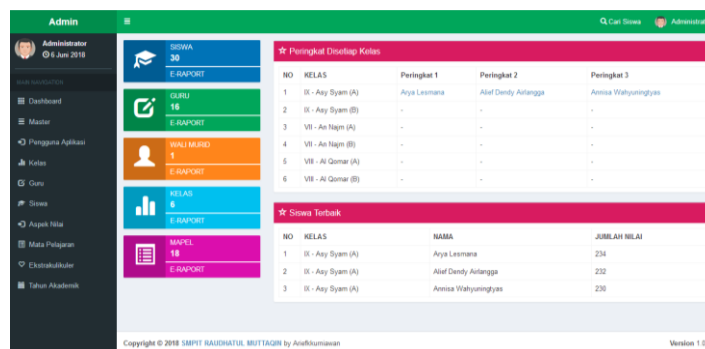 Admin
Cari Siswa
Administrat
Administrator
6 Juni 2018
MAIN NAVIGATION
Dashboard
Master
Pengguna Aplikasi
Kelas
Guru
Siswa
Aspek Nilai
Mata Pelajaran
Ekstrakulikuler
Tahun Akademik
SISWA
30
E-RAPORT
GURU
16
E-RAPORT
WALI MURID
1
E-RAPORT
KELAS
6
E-RAPORT
MAPEL
18
E-RAPORT
Peringkat Disetiap Kelas
NO KELAS Peringkat 1 Peringkat 2 Peringkat 3
1 IX - Asy Syam (A) Arya Lesmana Alief Dendy Airlangga Annisa Wahyuningtyas
2 IX - Asy Syam (B) - - -
3 VII - An Najm (A) - - -
4 VII - An Najm (B) - - -
5 VIII - Al Qomar (A) - - -
6 VIII - Al Qomar (B) - - -
Siswa Terbaik
NO KELAS NAMA JUMLAH NILAI
1 IX - Asy Syam (A) Arya Lesmana 234
2 IX - Asy Syam (A) Alief Dendy Airlangga 232
3 IX - Asy Syam (A) Annisa Wahyuningtyas 230
Copyright © 2018 SMPIT RAUDHATUL MUTTAQIN by Ariefkurniawan
Version 1.0